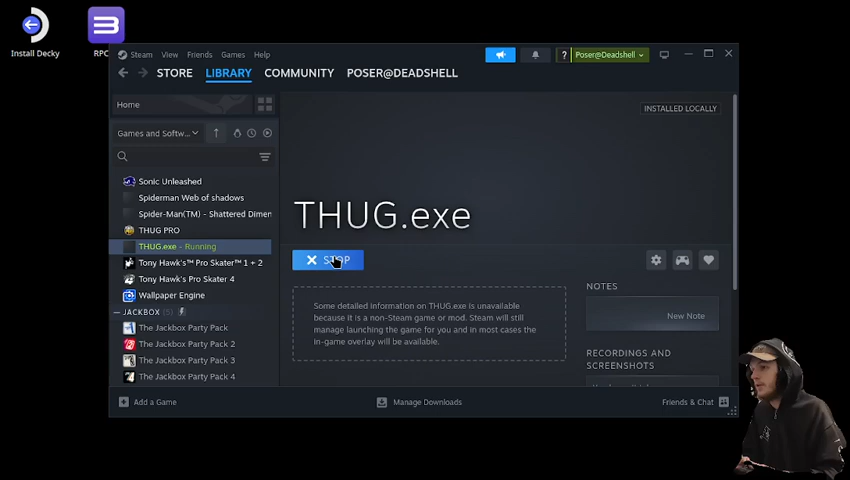 Install Decky
RPC
Steam View Friends Games Help
? Poser@Deadshell
STORE LIBRARY COMMUNITY POSER@DEADSHELL
Home
INSTALLED LOCALLY
Games and Softw...
Sonic Unleashed
Spiderman Web of shadows
Spider-Man(TM) - Shattered Dimen
THUG PRO
THUG.exe - Running
Tony Hawk's™ Pro Skater™ 1 + 2
Tony Hawk's Pro Skater 4
Wallpaper Engine
JACKBOX (5)
The Jackbox Party Pack
The Jackbox Party Pack 2
The Jackbox Party Pack 3
The Jackbox Party Pack 4
THUG.exe
STOP
Some detailed information on THUG.exe is unavailable
because it is a non-Steam game or mod. Steam will still
manage launching the game for you and in most cases the
in-game overlay will be available.
NOTES
New Note
RECORDINGS AND
SCREENSHOTS
Add a Game
Manage Downloads
Friends & Chat